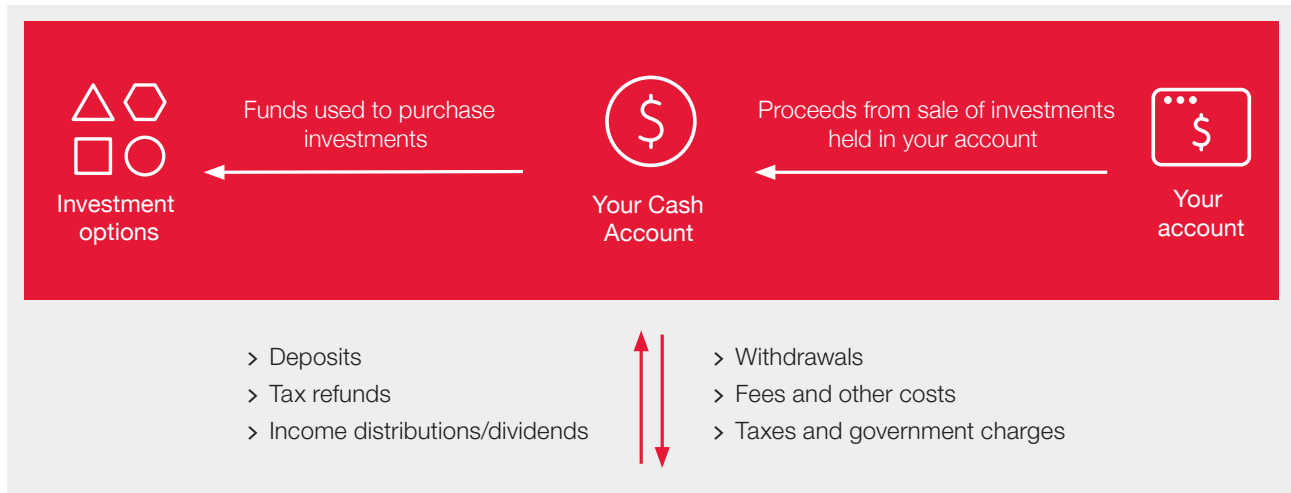 Funds used to purchase
investments
Proceeds from sale of investments
held in your account
$
$
Investment
options
Your Cash
Account
Your
account
> Deposits
> Tax refunds
> Income distributions/dividends
> Withdrawals
> Fees and other costs
> Taxes and government charges